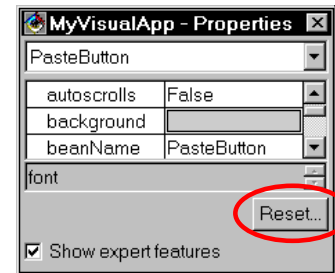 MyVisualApp - Properties
PasteButton
autoscrolls False
background
beanName PasteButton
font
Reset...
Show expert features